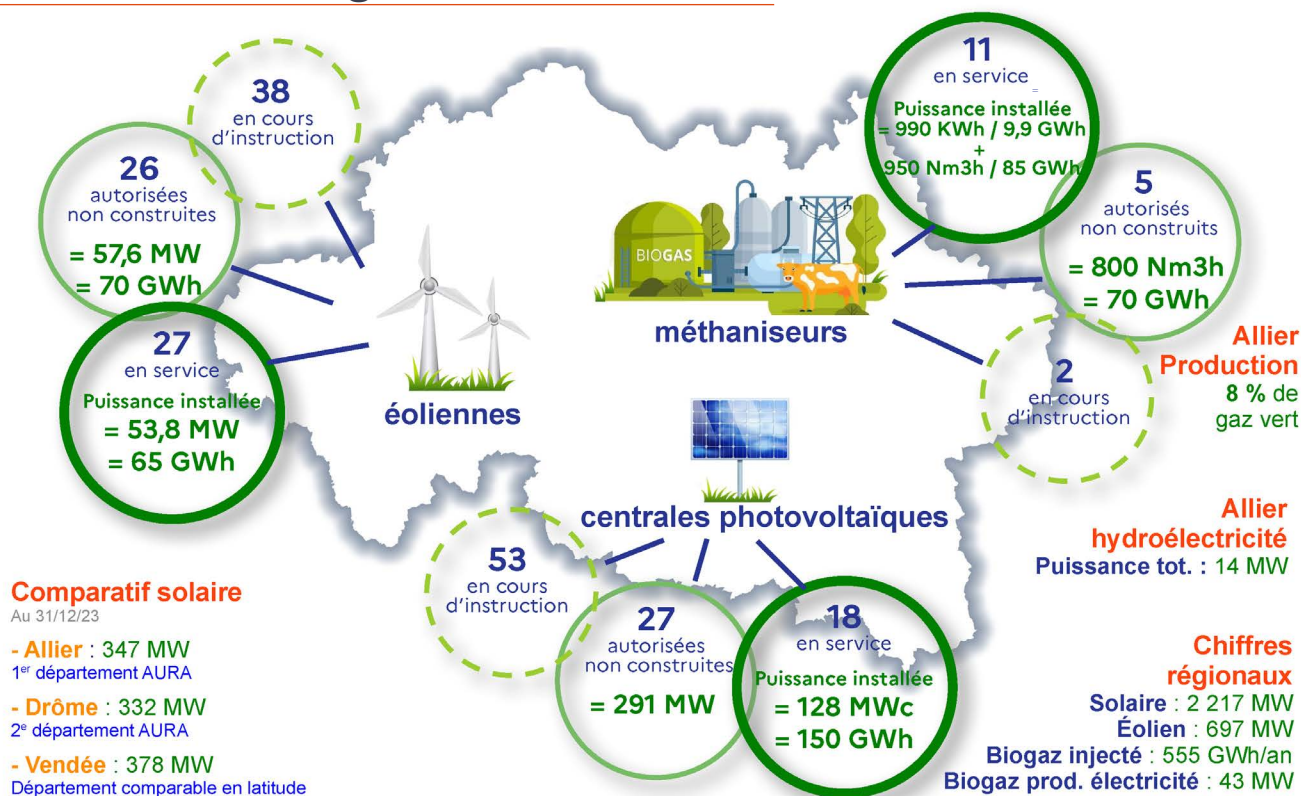 38
en cours
d'instruction
26
autorisées
non construites
= 57,6 MW
= 70 GWh
27
en service
Puissance installée
= 53,8 MW
= 65 GWh
éoliennes
BIOGAS
méthaniseurs
11
en service
=
Puissance installée
= 990 KWh / 9,9 GWh
+
950 Nm3h / 85 GWh
5
autorisés
non construits
= 800 Nm3h
= 70 GWh
2
en cours
d'instruction
Allier
Production
8 % de
gaz vert
centrales photovoltaïques
53
en cours
d'instruction
27
autorisées
non construites
= 291 MW
18
en service
Puissance installée
= 128 MWc
= 150 GWh
Allier
hydroélectricité
Puissance tot. : 14 MW
Comparatif solaire
Au 31/12/23
- Allier : 347 MW
1er département AURA
- Drôme : 332 MW
2e département AURA
- Vendée : 378 MW
Département comparable en latitude
Chiffres
régionaux
Solaire : 2 217 MW
Éolien : 697 MW
Biogaz injecté : 555 GWh/an
Biogaz prod. électricité : 43 MW